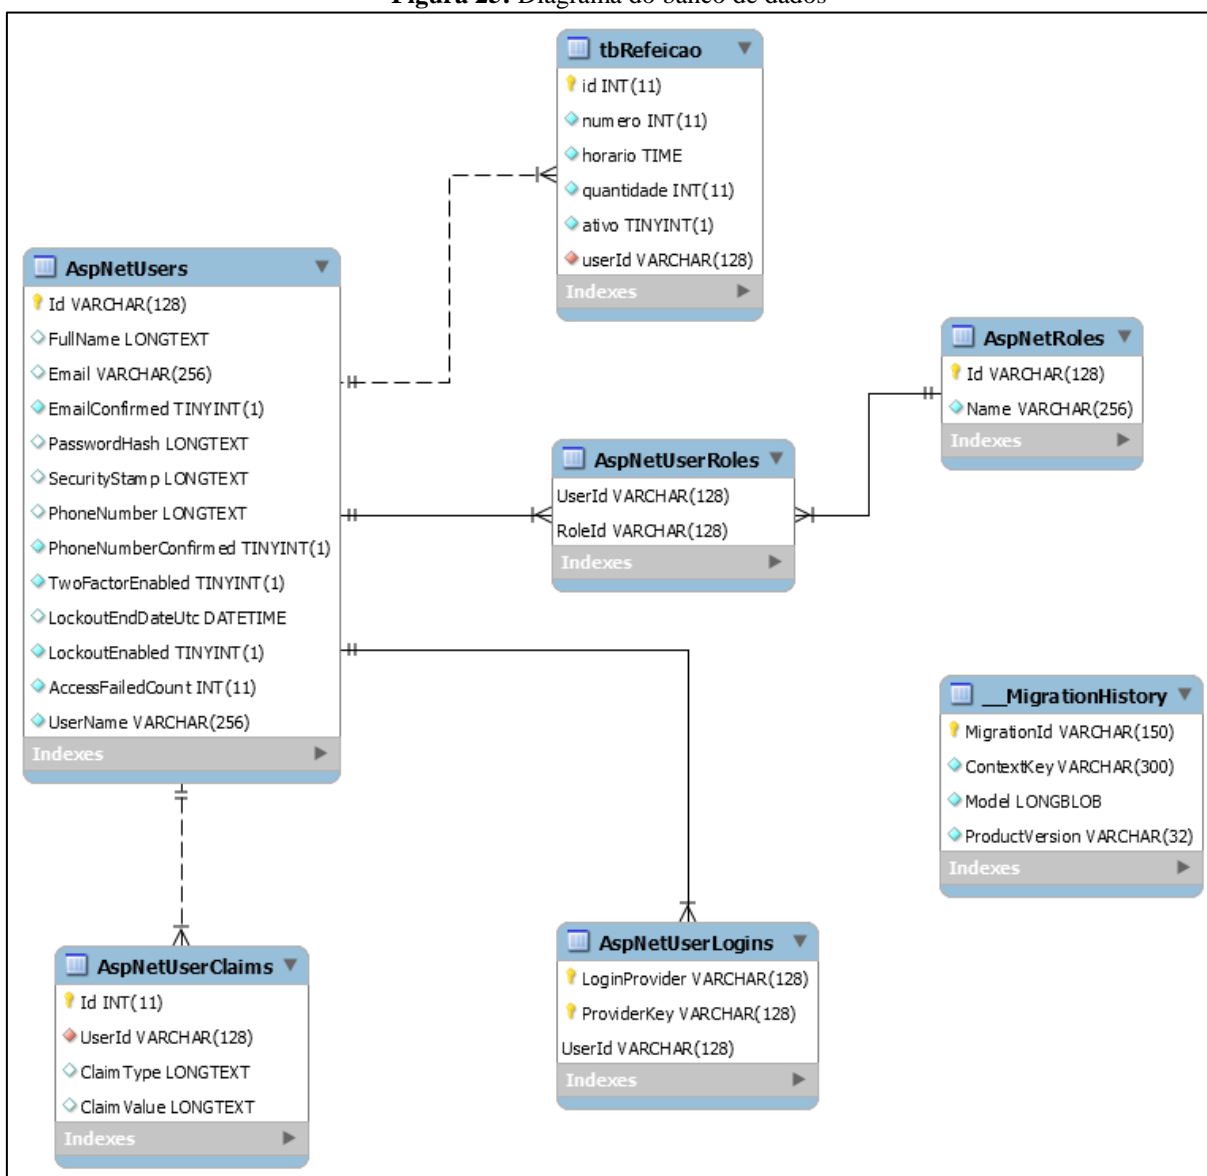 Figura 25: Diagrama do banco de dados
tbRefeicao
id INT(11)
numero INT(11)
horario TIME
quantidade INT(11)
ativo TINYINT(1)
userId VARCHAR(128)
Indexes
AspNetUsers
Id VARCHAR(128)
FullName LONGTEXT
Email VARCHAR(256)
EmailConfirmed TINYINT(1)
PasswordHash LONGTEXT
SecurityStamp LONGTEXT
PhoneNumber LONGTEXT
PhoneNumberConfirmed TINYINT(1)
TwoFactorEnabled TINYINT(1)
LockoutEndDateUtc DATETIME
LockoutEnabled TINYINT(1)
AccessFailedCount INT(11)
UserName VARCHAR(256)
Indexes
AspNetRoles
Id VARCHAR(128)
Name VARCHAR(256)
Indexes
AspNetUserRoles
UserId VARCHAR(128)
RoleId VARCHAR(128)
Indexes
__MigrationHistory
MigrationId VARCHAR(150)
ContextKey VARCHAR(300)
Model LONGBLOB
ProductVersion VARCHAR(32)
Indexes
AspNetUserClaims
Id INT(11)
UserId VARCHAR(128)
ClaimType LONGTEXT
ClaimValue LONGTEXT
Indexes
AspNetUserLogins
LoginProvider VARCHAR(128)
ProviderKey VARCHAR(128)
UserId VARCHAR(128)
Indexes